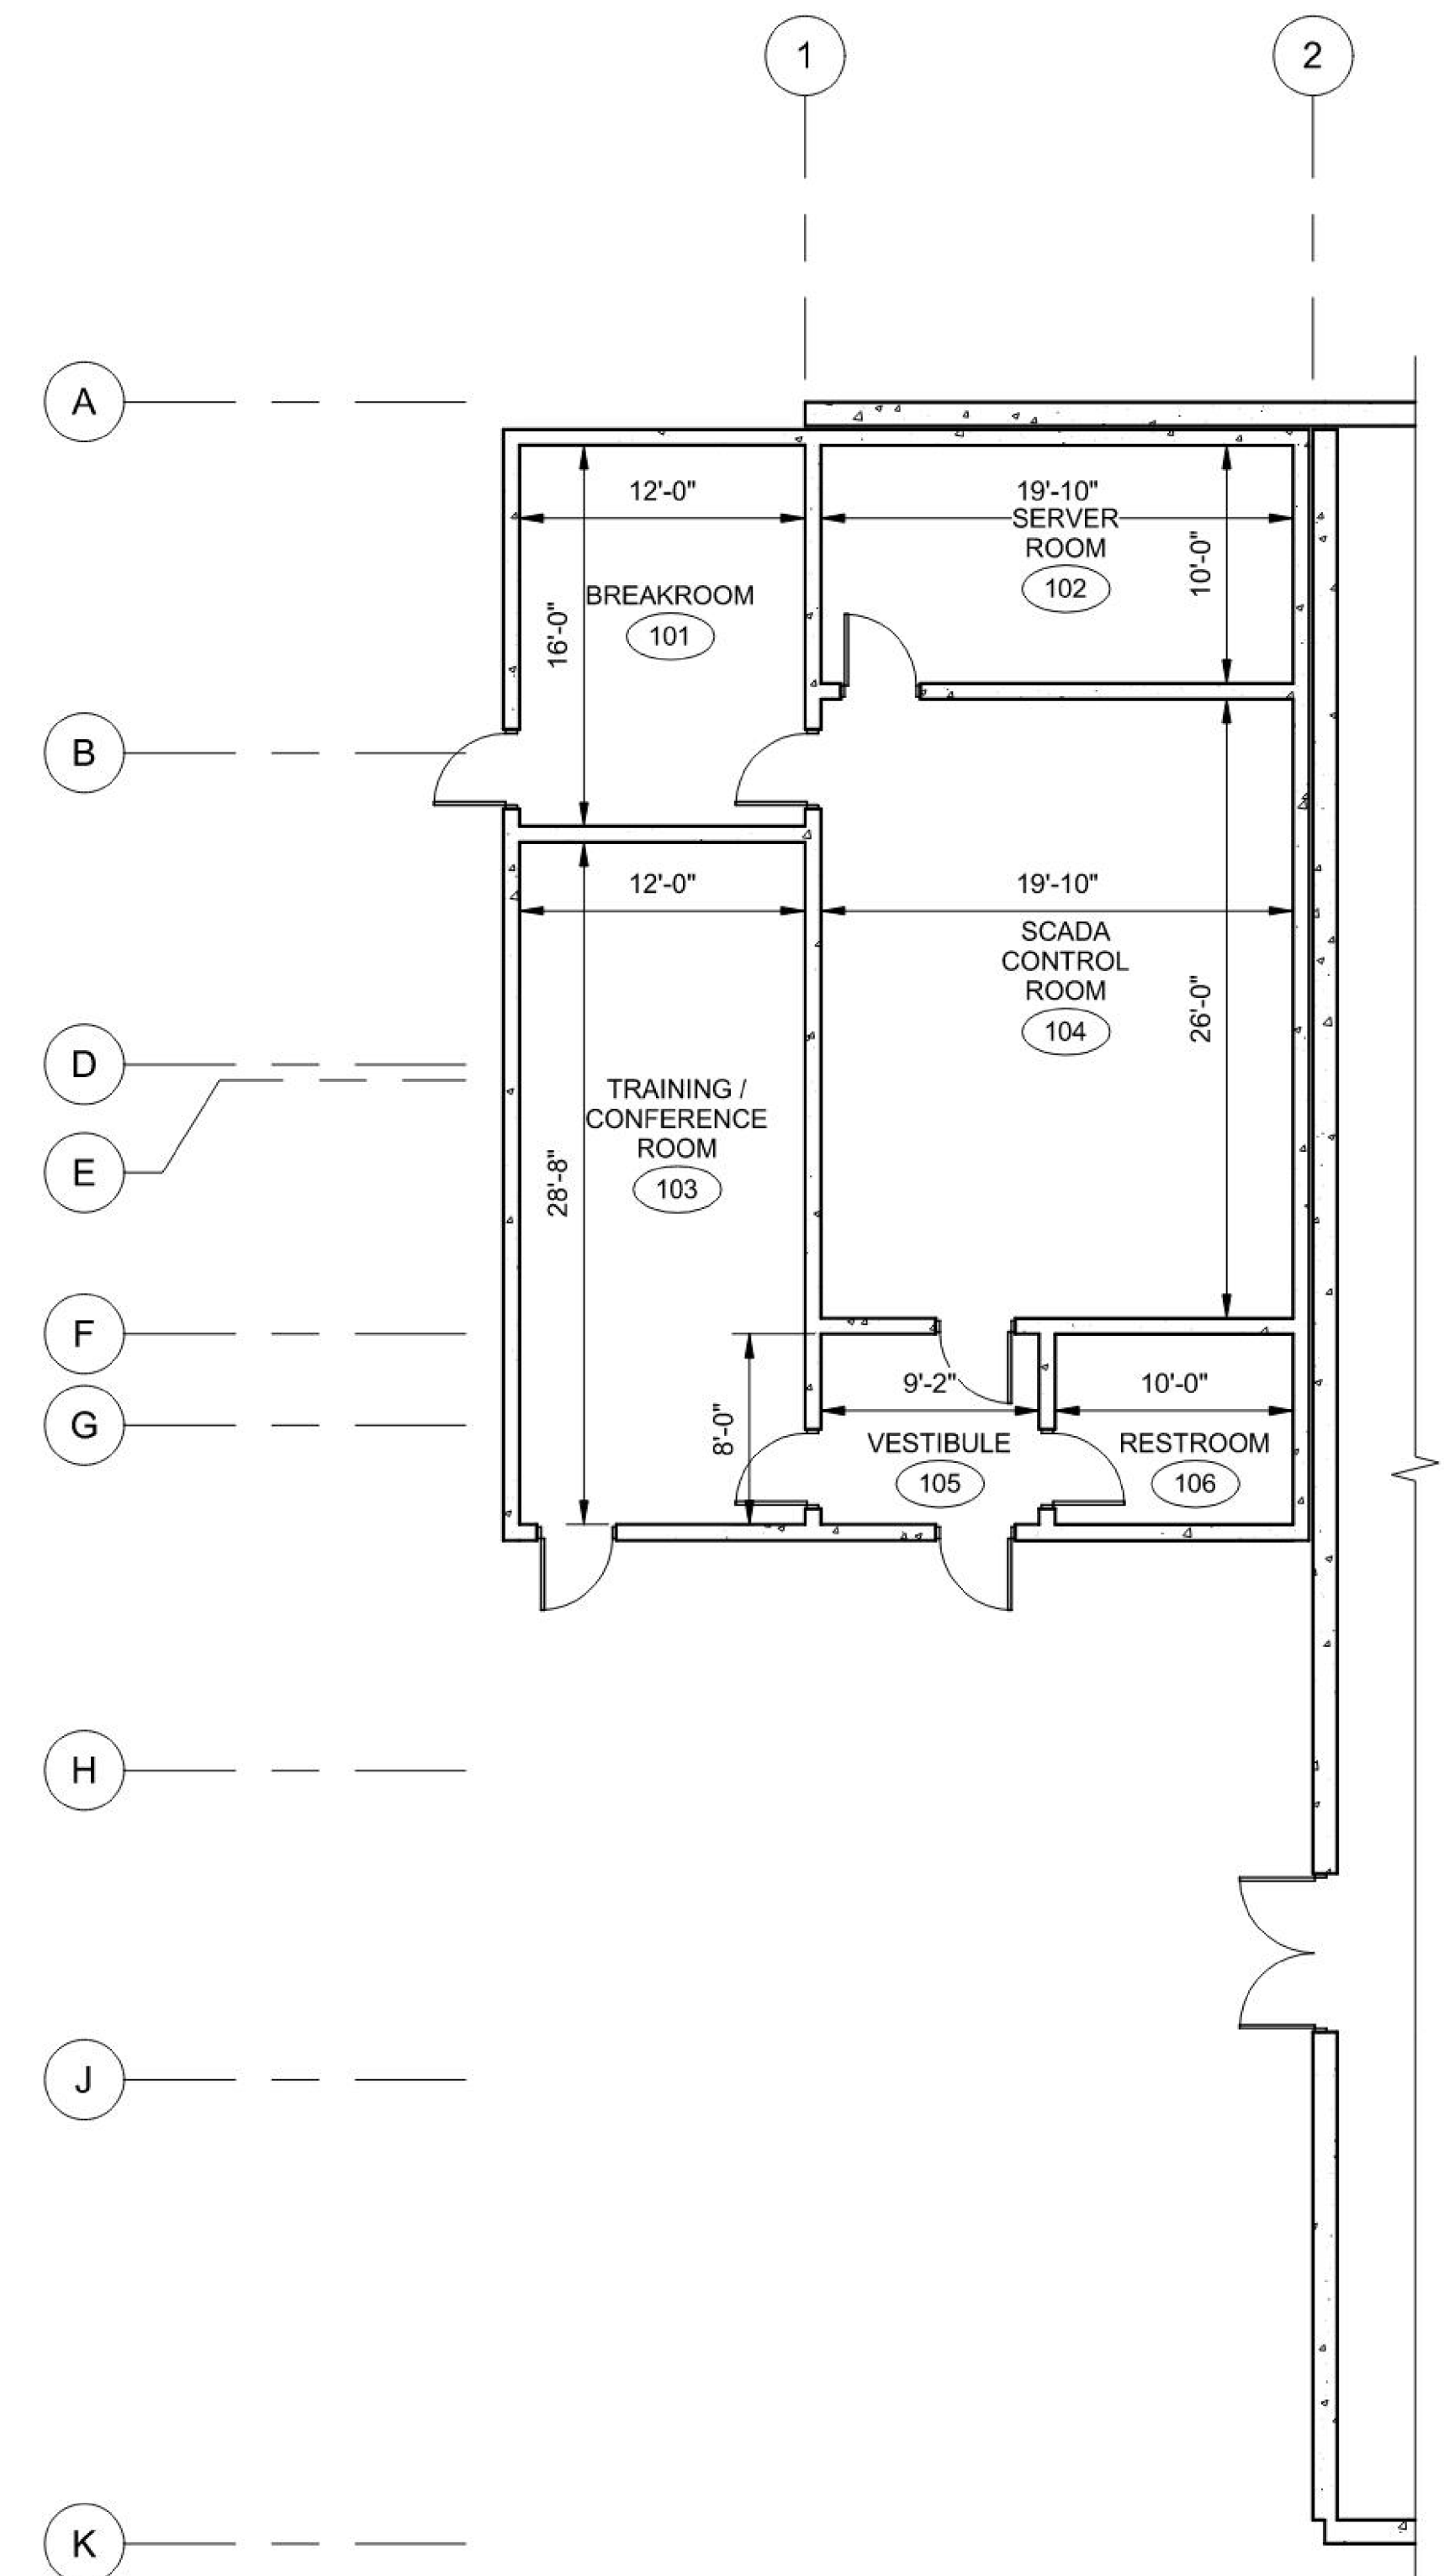 1
2
A
12'-0"
19'-10"
SERVER
ROOM
102
10'-0"
BREAKROOM
101
16'-0"
B
12'-0"
19'-10"
SCADA
CONTROL
ROOM
104
26'-0"
D
TRAINING /
CONFERENCE
ROOM
103
28'-8"
E
F
9'-2"
10'-0"
G
8'-0"
VESTIBULE
105
RESTROOM
106
H
J
K